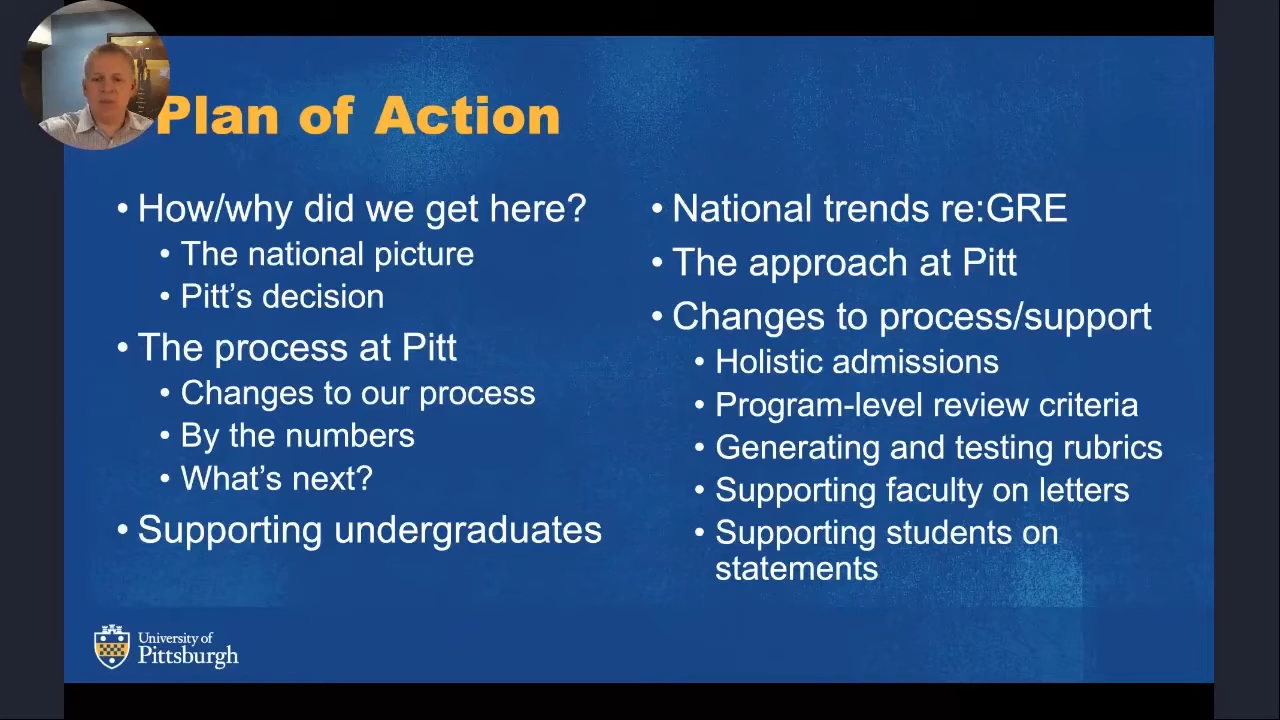 Plan of Action
• How/why did we get here?
• The national picture
• Pitt’s decision
• The process at Pitt
• Changes to our process
• By the numbers
• What’s next?
• Supporting undergraduates
• National trends re:GRE
• The approach at Pitt
• Changes to process/support
• Holistic admissions
• Program-level review criteria
• Generating and testing rubrics
• Supporting faculty on letters
• Supporting students on
statements
University of
Pittsburgh